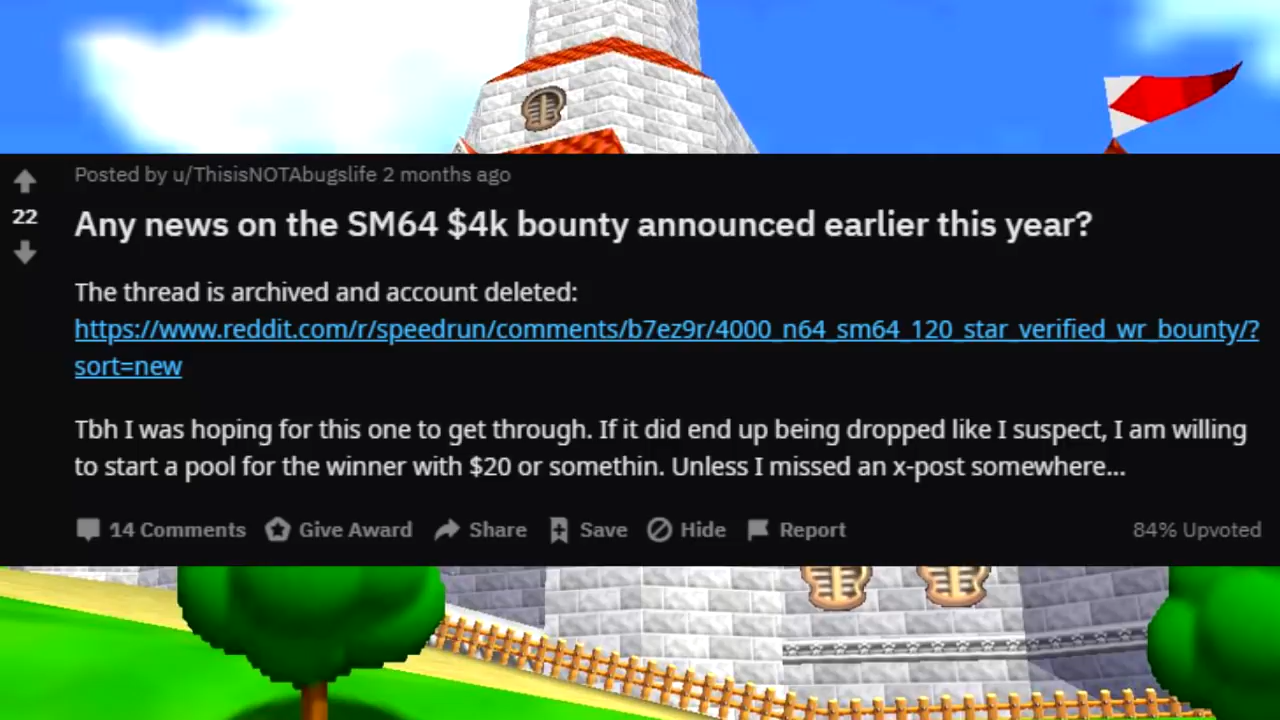 Posted by u/ThisisNOTAbugslife 2 months ago
22
Any news on the SM64 $4k bounty announced earlier this year?
The thread is archived and account deleted:
https://www.reddit.com/r/speedrun/comments/b7ez9r/4000_n64_sm64_120_star_verified_wr_bounty/?
sort=new
Tbh I was hoping for this one to get through. If it did end up being dropped like I suspect, I am willing
to start a pool for the winner with $20 or somethin. Unless I missed an x-post somewhere...
14 Comments Give Award Share Save Hide Report 84% Upvoted